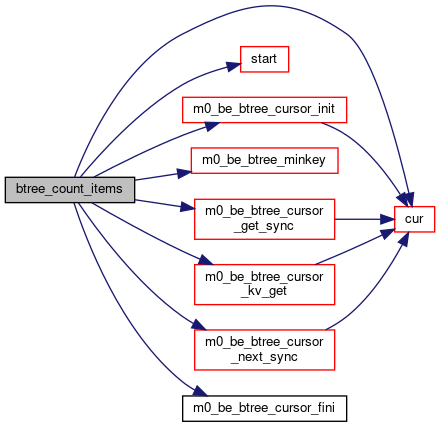 start
m0_be_btree_cursor_init
m0_be_btree_minkey
btree_count_items
m0_be_btree_cursor
_get_sync
cur
m0_be_btree_cursor
_kv_get
m0_be_btree_cursor
_next_sync
m0_be_btree_cursor_fini